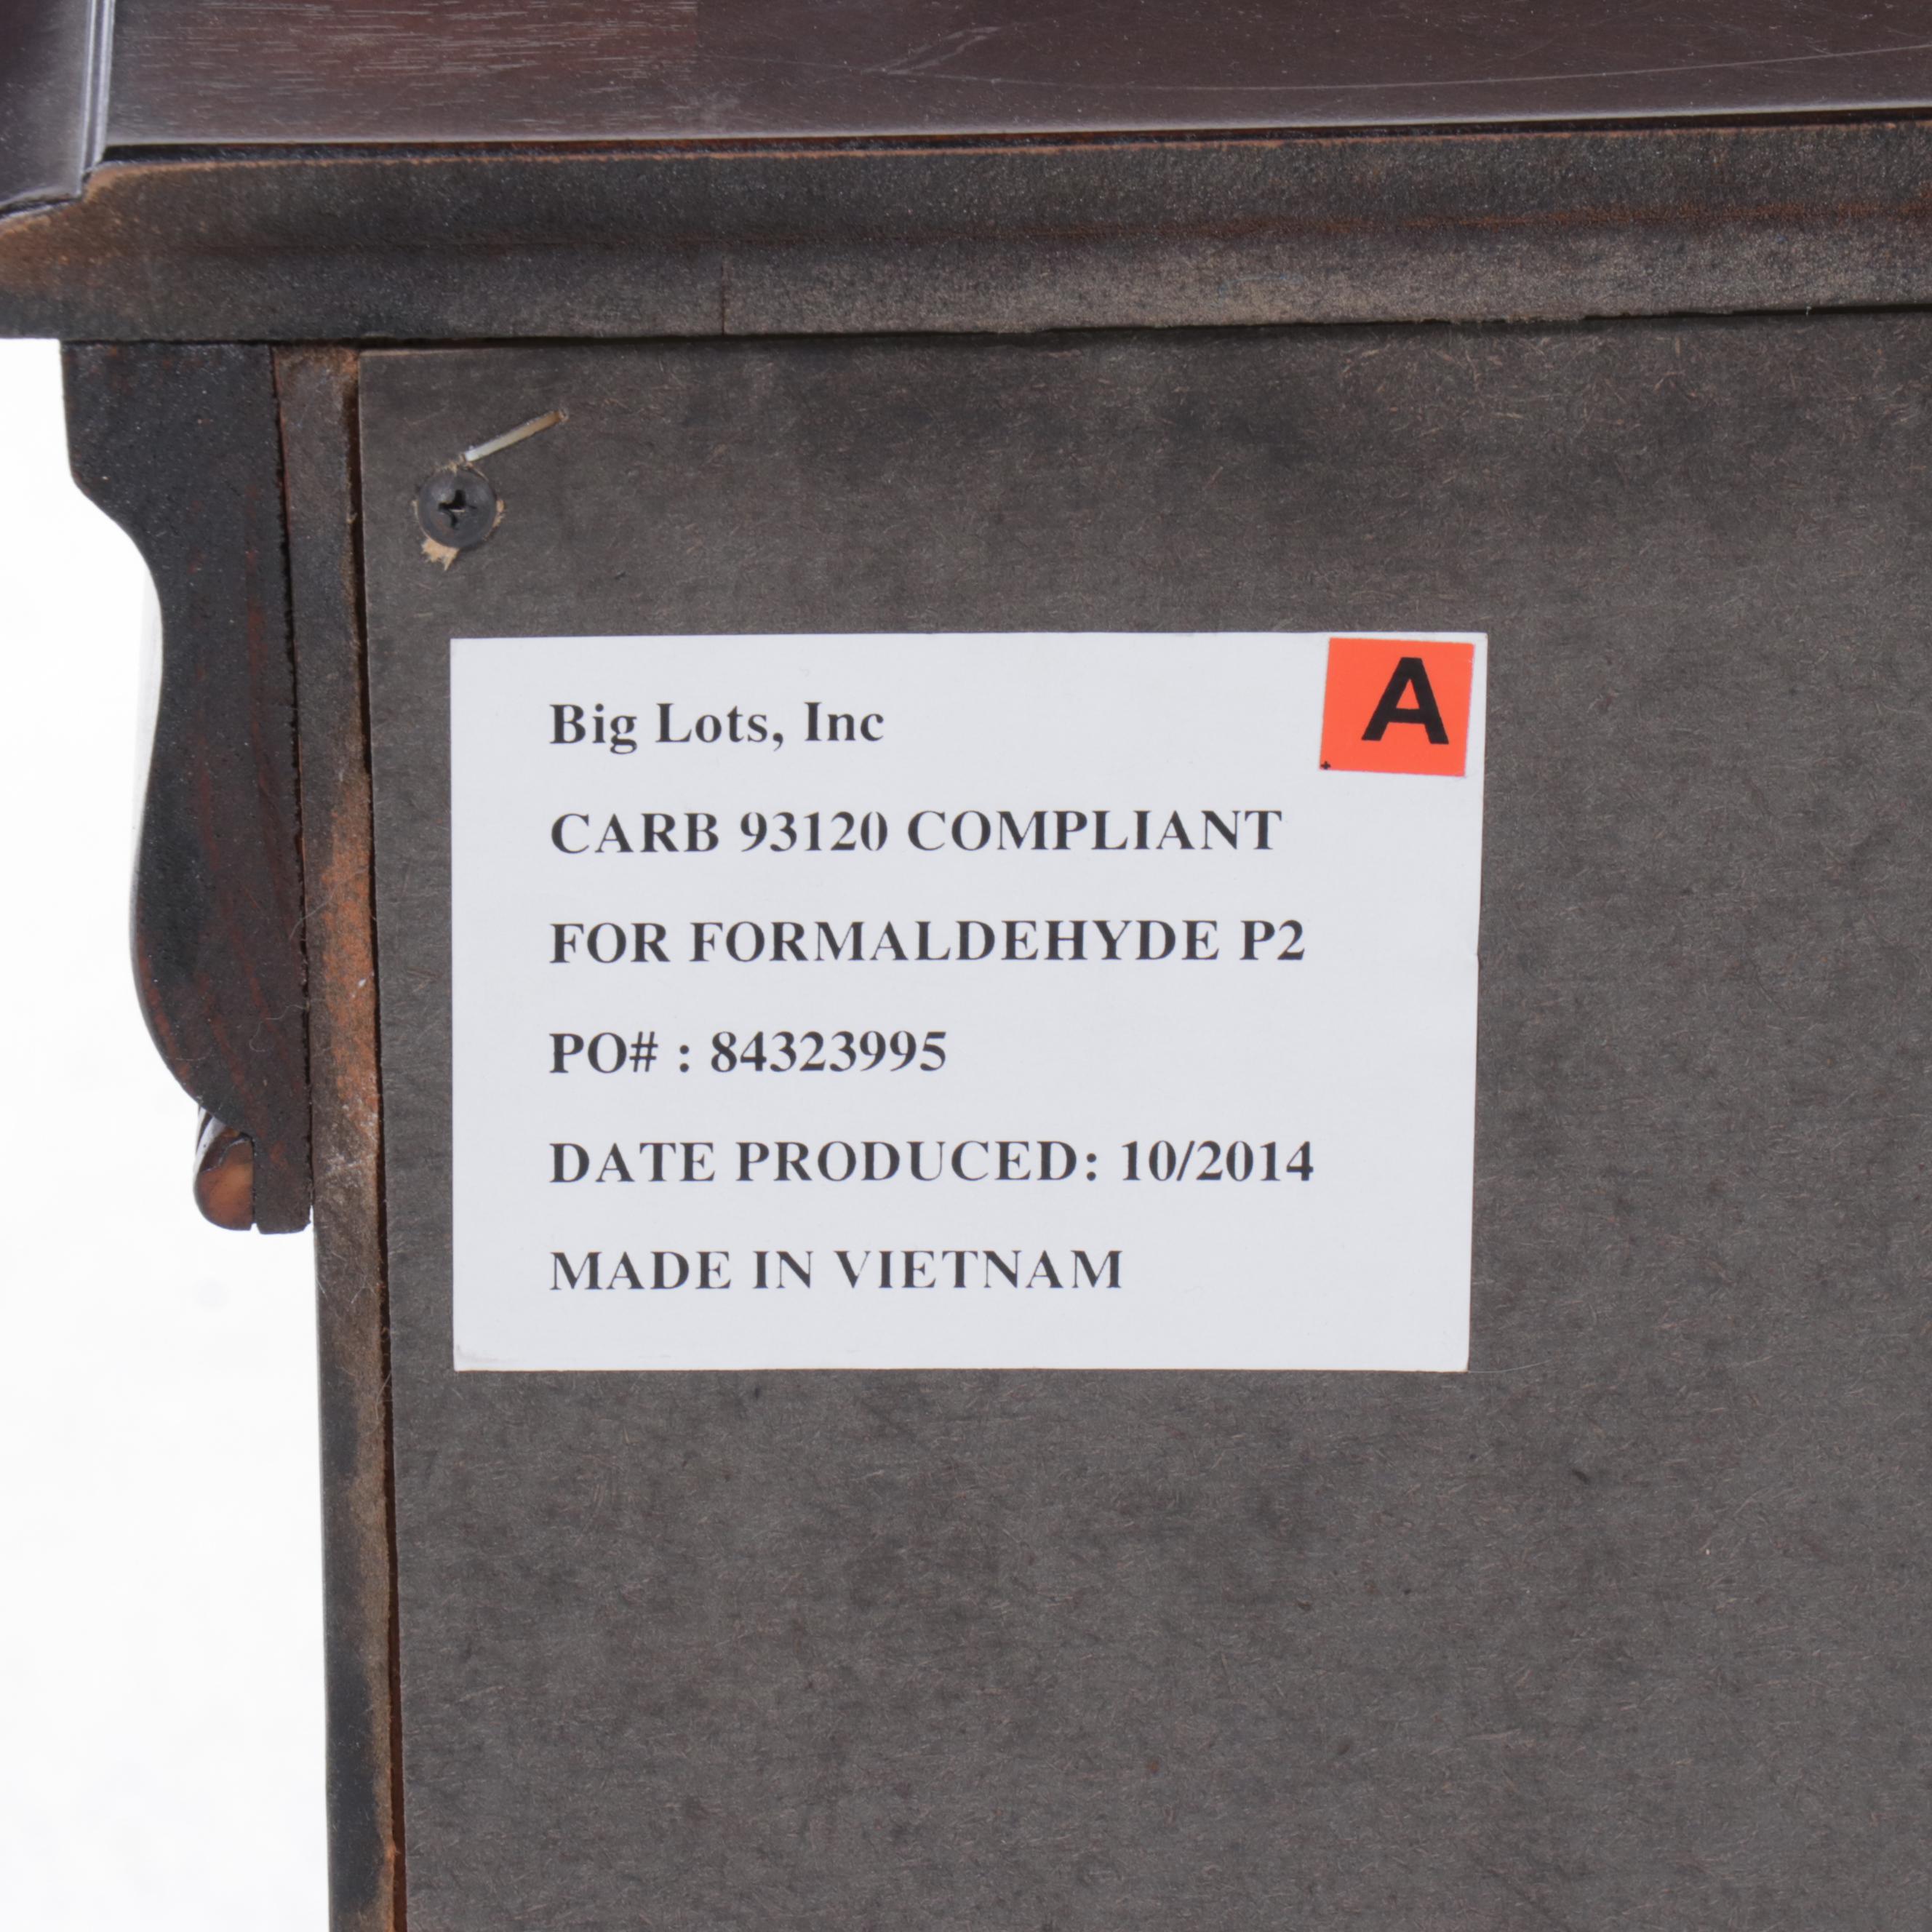 Big Lots, Inc
A
CARB 93120 COMPLIANT
FOR FORMALDEHYDE P2
PO# : 84323995
DATE PRODUCED: 10/2014
MADE IN VIETNAM